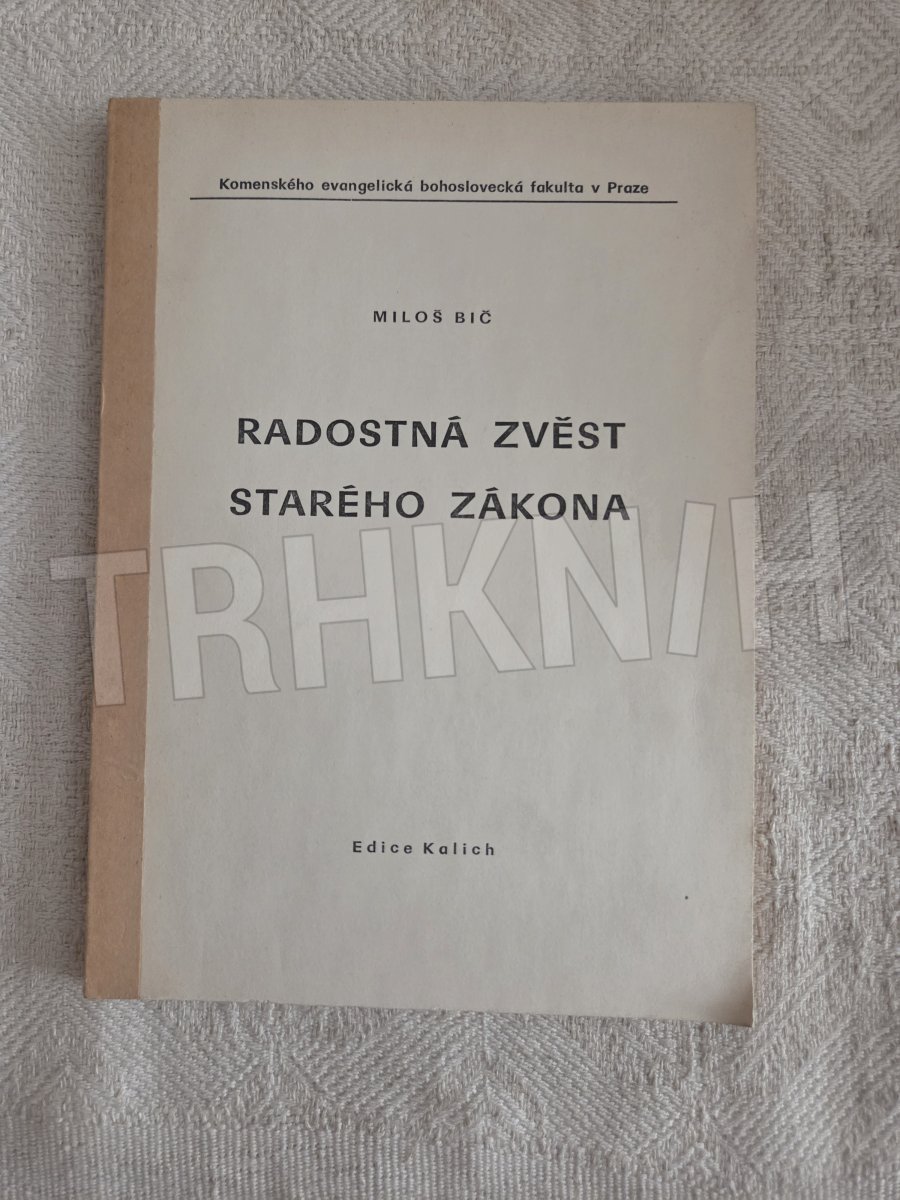 Komenského evangelická bohoslovecká fakulta v Praze
MILOŠ BIČ
RADOSTNÁ ZVĚST
STARÉHO ZÁKONA
TRHKNIH
Edice Kalich